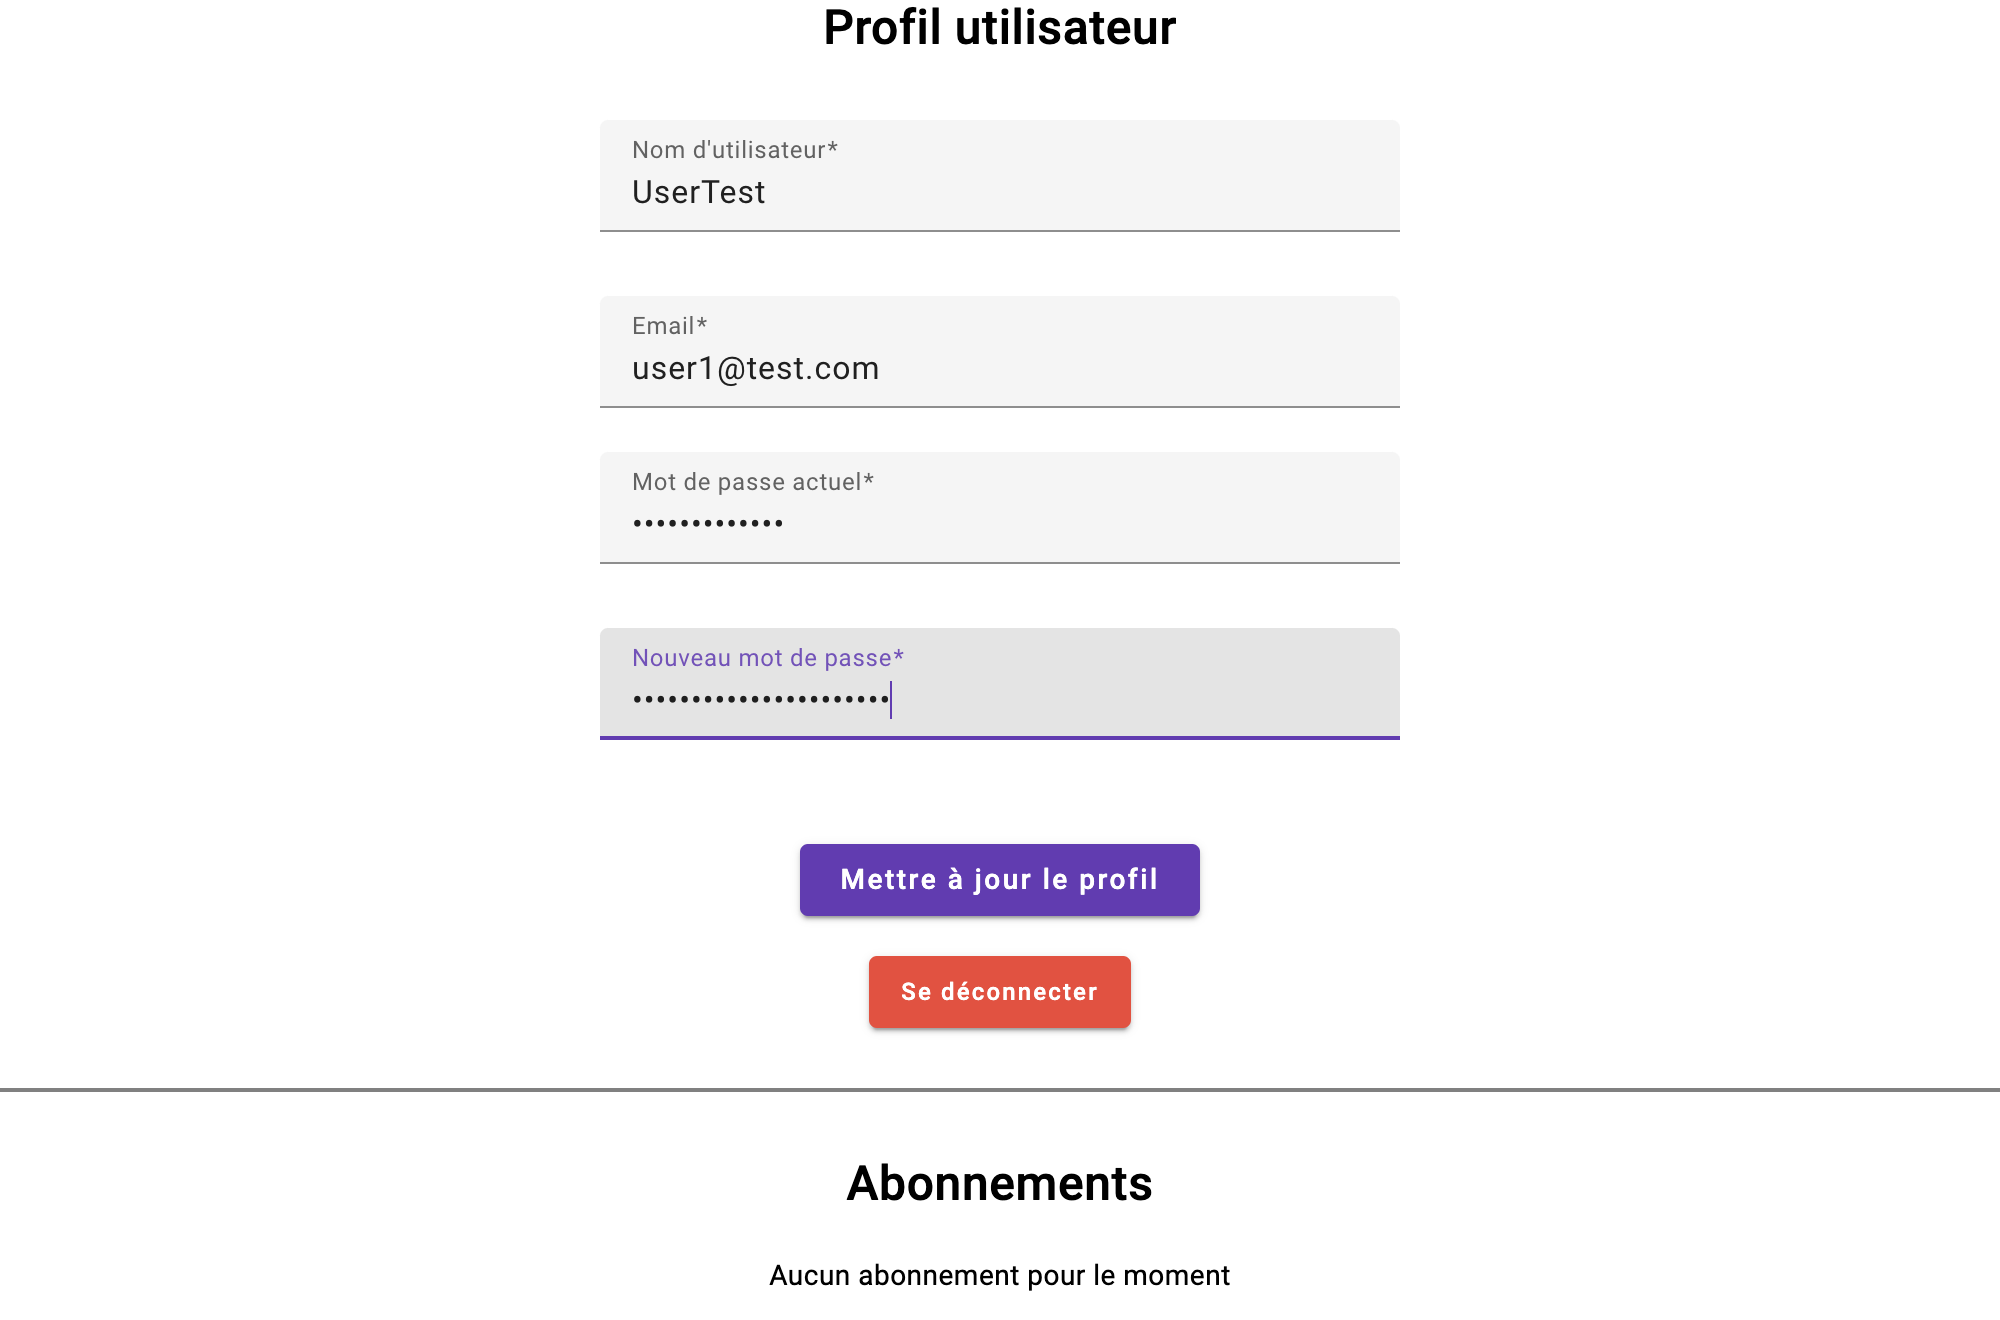 Profil utilisateur
Nom d'utilisateur*
UserTest
Email*
user1@test.com
Mot de passe actuel*
•••••••••••••
Nouveau mot de passe*
••••••••••••••••••••••
Mettre à jour le profil
Se déconnecter
Abonnements
Aucun abonnement pour le moment